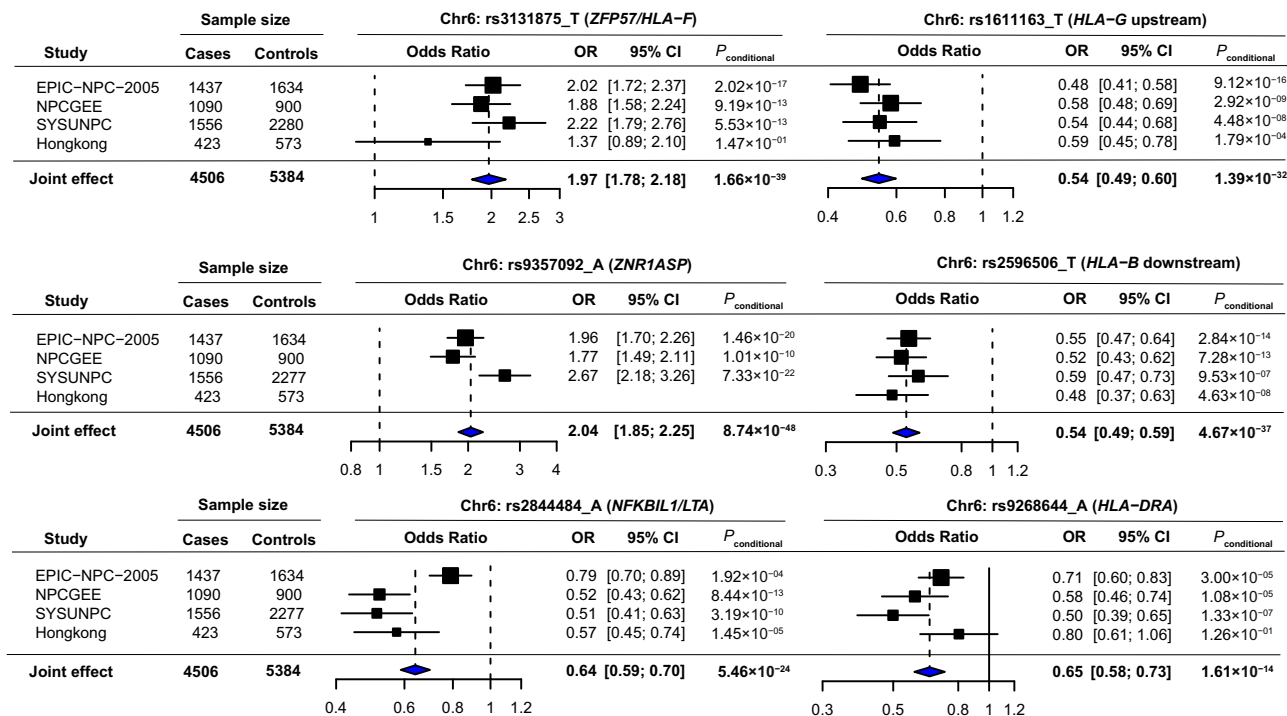 Sample size Chr6: rs3131875_T (ZFP57/HLA−F) Chr6: rs1611163_T (HLA−G upstream)
Study Cases Controls Odds Ratio OR 95% CI Pconditional Odds Ratio OR 95% CI Pconditional
EPIC−NPC−2005 1437 1634 2.02 [1.72; 2.37] 2.02×10−17 0.48 [0.41; 0.58] 9.12×10−16
NPCGEE 1090 900 1.88 [1.58; 2.24] 9.19×10−13 0.58 [0.48; 0.69] 2.92×10−09
SYSUNPC 1556 2280 2.22 [1.79; 2.76] 5.53×10−13 0.54 [0.44; 0.68] 4.48×10−08
Hongkong 423 573 1.37 [0.89; 2.10] 1.47×10−01 0.59 [0.45; 0.78] 1.79×10−04
Joint effect 4506 5384 1.97 [1.78; 2.18] 1.66×10−39 0.54 [0.49; 0.60] 1.39×10−32
1 1.5 2 2.5 3 0.4 0.6 0.8 1 1.2
Sample size Chr6: rs9357092_A (ZNR1ASP) Chr6: rs2596506_T (HLA−B downstream)
Study Cases Controls Odds Ratio OR 95% CI Pconditional Odds Ratio OR 95% CI Pconditional
EPIC−NPC−2005 1437 1634 1.96 [1.70; 2.26] 1.46×10−20 0.55 [0.47; 0.64] 2.84×10−14
NPCGEE 1090 900 1.77 [1.49; 2.11] 1.01×10−10 0.52 [0.43; 0.62] 7.28×10−13
SYSUNPC 1556 2277 2.67 [2.18; 3.26] 7.33×10−22 0.59 [0.47; 0.73] 9.53×10−07
Hongkong 423 573 0.48 [0.37; 0.63] 4.63×10−08
Joint effect 4506 5384 2.04 [1.85; 2.25] 8.74×10−48 0.54 [0.49; 0.59] 4.67×10−37
0.8 1 1.5 2 3 4 0.3 0.5 0.8 1 1.2
Sample size Chr6: rs2844484_A (NFKBIL1/LTA) Chr6: rs9268644_A (HLA−DRA)
Study Cases Controls Odds Ratio OR 95% CI Pconditional Odds Ratio OR 95% CI Pconditional
EPIC−NPC−2005 1437 1634 0.79 [0.70; 0.89] 1.92×10−04 0.71 [0.60; 0.83] 3.00×10−05
NPCGEE 1090 900 0.52 [0.43; 0.62] 8.44×10−13 0.58 [0.46; 0.74] 1.08×10−05
SYSUNPC 1556 2277 0.51 [0.41; 0.63] 3.19×10−10 0.50 [0.39; 0.65] 1.33×10−07
Hongkong 423 573 0.57 [0.45; 0.74] 1.45×10−05 0.80 [0.61; 1.06] 1.26×10−01
Joint effect 4506 5384 0.64 [0.59; 0.70] 5.46×10−24 0.65 [0.58; 0.73] 1.61×10−14
0.4 0.6 0.8 1 1.2 0.3 0.5 0.8 1 1.2